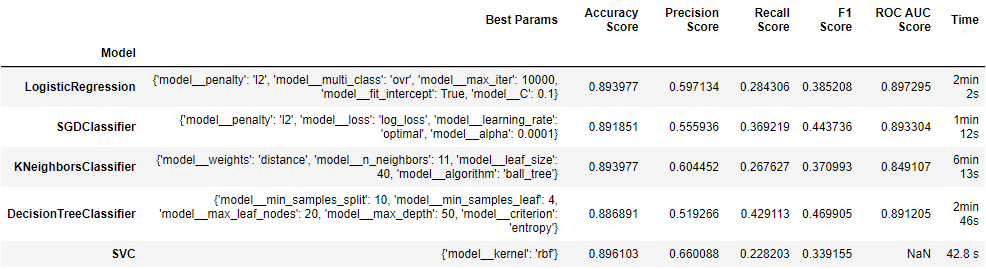 Best Params Accuracy Score Precision Score Recall Score F1 Score ROC AUC Score Time
Model
LogisticRegression {'model__penalty': 'l2', 'model__multi_class': 'ovr', 'model__max_iter': 10000, 'model__fit_intercept': True, 'model__C': 0.1} 0.893977 0.597134 0.284306 0.385208 0.897295 2min 2s
SGDClassifier {'model__penalty': 'l2', 'model__loss': 'log_loss', 'model__learning_rate': 'optimal', 'model__alpha': 0.0001} 0.891851 0.555936 0.369219 0.443736 0.893304 1min 12s
KNeighborsClassifier {'model__weights': 'distance', 'model__n_neighbors': 11, 'model__leaf_size': 40, 'model__algorithm': 'ball_tree'} 0.893977 0.604452 0.267627 0.370993 0.849107 6min 13s
DecisionTreeClassifier {'model__min_samples_split': 10, 'model__min_samples_leaf': 4, 'model__max_leaf_nodes': 20, 'model__max_depth': 50, 'model__criterion': 'entropy'} 0.886891 0.519266 0.429113 0.469905 0.891205 2min 46s
SVC {'model__kernel': 'rbf'} 0.896103 0.660088 0.228203 0.339155 NaN 42.8 s